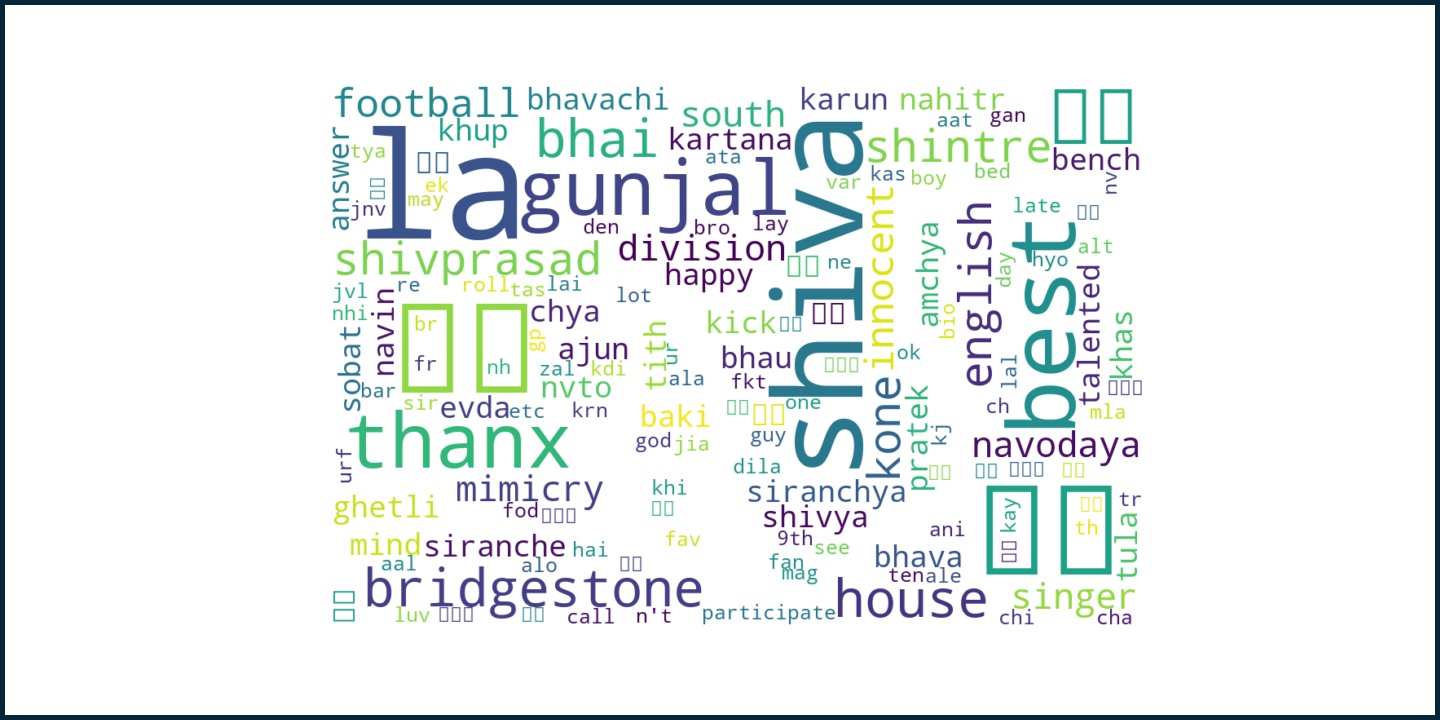 football
bhavachi
south
karun
nahitr
aat
gan
answer
tya
khup
bhai
kartana
ata
shintre
bench
la
gunjal
shiva
ek
may
jnv
var
kas
boy
bed
nv
den
bro
lay
innocent
english
late
best
shivprasad
division
happy
ne
amchya
day
hyo
alt
jvl
re
roll
tas
lai
lot
talented
nhi
navin
chya
kick
bio
khas
br
gp
ajun
tith
ur
bhau
ok
sobat
fr
nh
zal
kdi
ala
fkt
lal
bar
nvto
kone
pratek
sir
evda
etc
krn
baki
one
ch
mla
thanx
god
jia
guy
kj
navodaya
urf
dila
mimicry
khi
siranchya
ghetli
fod
shivya
kay
tr
th
mind
siranche
hai
fav
9th
see
ani
tula
aal
alo
fan
mag
bhava
ten
ale
bridgestone
house
singer
luv
call
n't
participate
chi
cha